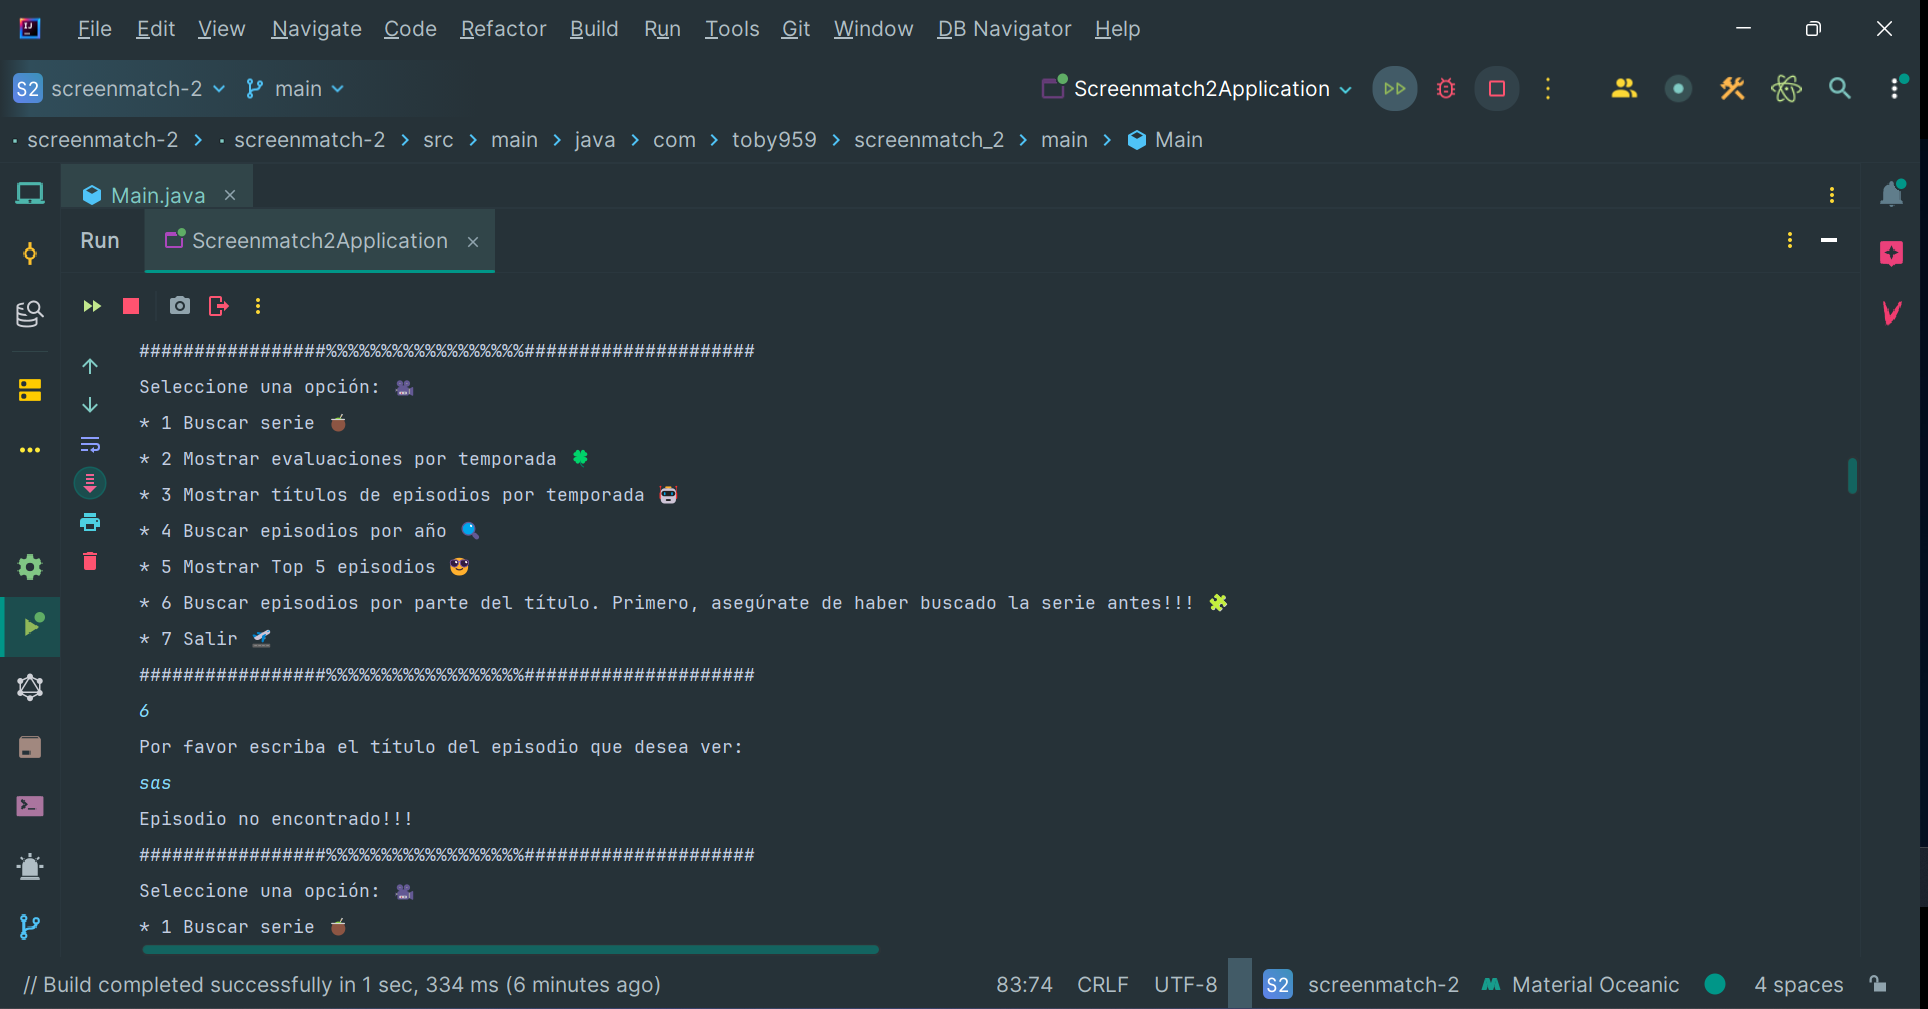 File Edit View Navigate Code Refactor Build Run Tools Git Window DB Navigator Help
S2 screenmatch-2 main Screenmatch2Application
screenmatch-2 > screenmatch-2 > src > main > java > com > toby959 > screenmatch_2 > main > Main
Main.java
Run Screenmatch2Application
#################%%%%%%%%%%%%%%%%%%#####################
Seleccione una opción: 🎥
* 1 Buscar serie 🧉
* 2 Mostrar evaluaciones por temporada 🍀
* 3 Mostrar títulos de episodios por temporada 🤖
* 4 Buscar episodios por año 🔍
* 5 Mostrar Top 5 episodios 😎
* 6 Buscar episodios por parte del título. Primero, asegúrate de haber buscado la serie antes!!! 🧩
* 7 Salir 🛫
#################%%%%%%%%%%%%%%%%%%#####################
6
Por favor escriba el título del episodio que desea ver:
sas
Episodio no encontrado!!!
#################%%%%%%%%%%%%%%%%%%#####################
Seleccione una opción: 🎥
* 1 Buscar serie 🧉
// Build completed successfully in 1 sec, 334 ms (6 minutes ago) 83:74 CRLF UTF-8 S2 screenmatch-2 Material Oceanic 4 spaces